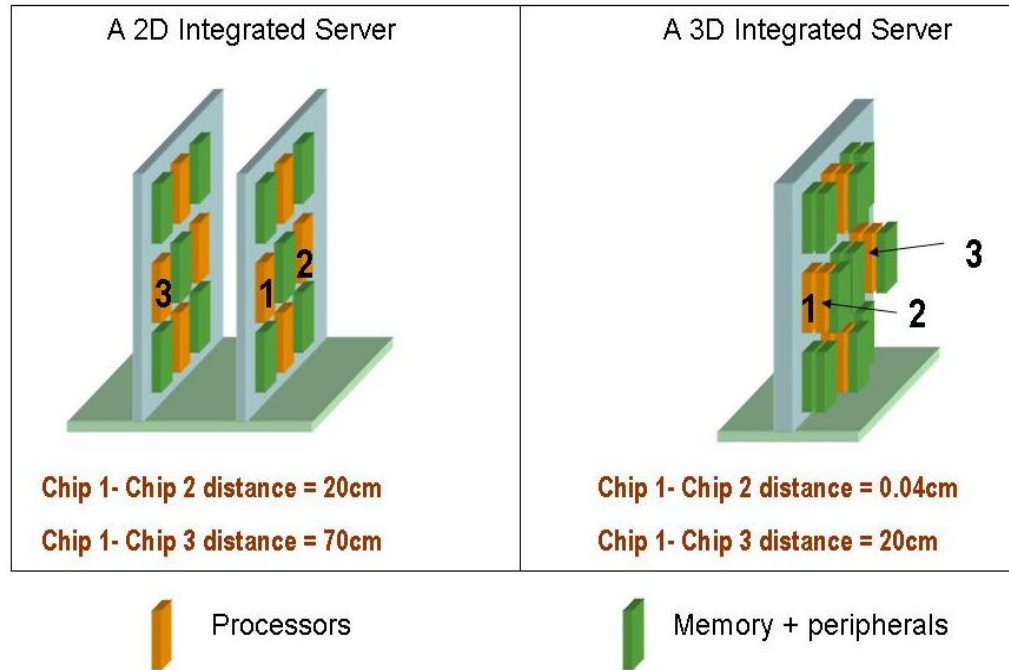 A 2D Integrated Server
A 3D Integrated Server
3
1
2
1
2
3
Chip 1- Chip 2 distance = 20cm
Chip 1- Chip 3 distance = 70cm
Chip 1- Chip 2 distance = 0.04cm
Chip 1- Chip 3 distance = 20cm
Processors
Memory + peripherals